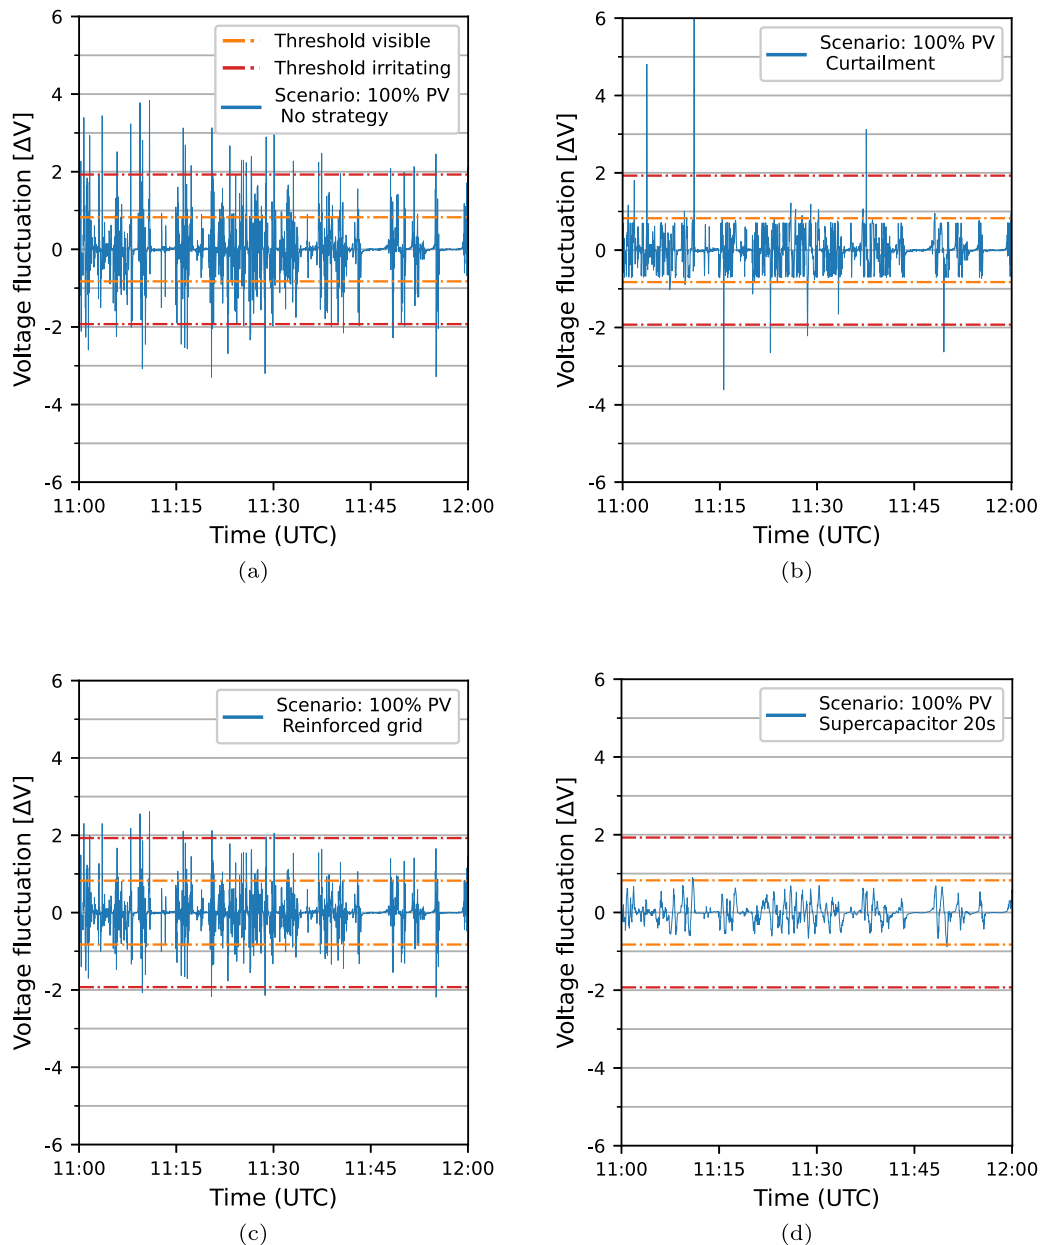 6
4
2
0
-2
-4
-6
Voltage fluctuation [ΔV]
Threshold visible
Threshold irritating
Scenario: 100% PV
No strategy
11:00 11:15 11:30 11:45 12:00
Time (UTC)
(a)
6
4
2
0
-2
-4
-6
Voltage fluctuation [ΔV]
Scenario: 100% PV
Curtailment
11:00 11:15 11:30 11:45 12:00
Time (UTC)
(b)
6
4
2
0
-2
-4
-6
Voltage fluctuation [ΔV]
Scenario: 100% PV
Reinforced grid
11:00 11:15 11:30 11:45 12:00
Time (UTC)
(c)
6
4
2
0
-2
-4
-6
Voltage fluctuation [ΔV]
Scenario: 100% PV
Supercapacitor 20s
11:00 11:15 11:30 11:45 12:00
Time (UTC)
(d)